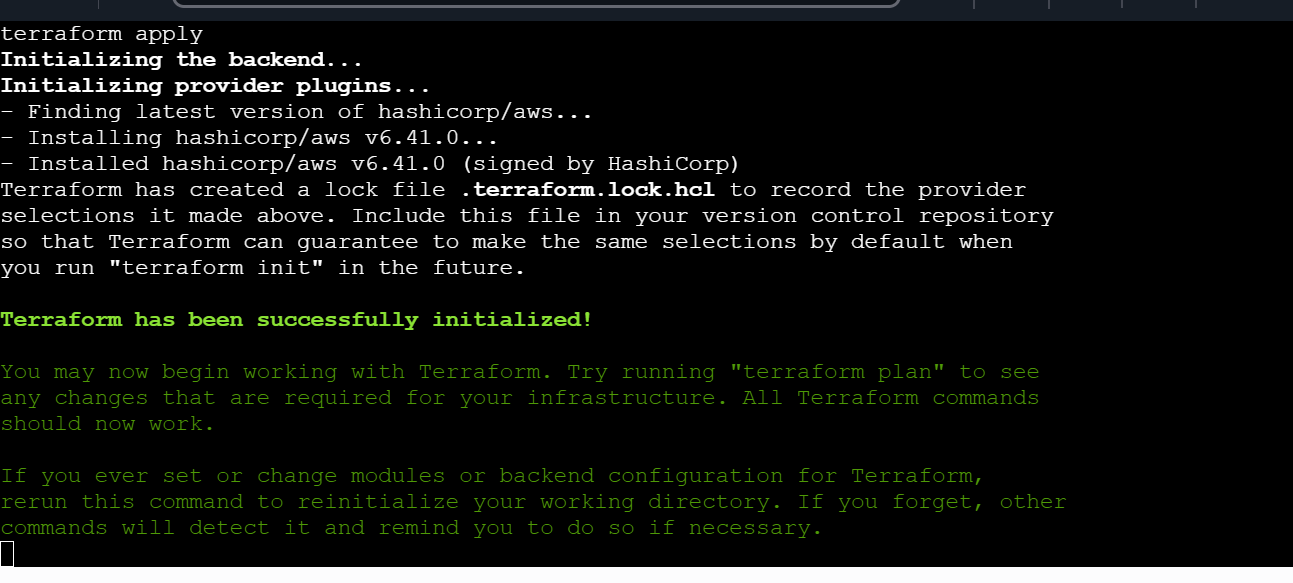 terraform apply
Initializing the backend...
Initializing provider plugins...
- Finding latest version of hashicorp/aws...
- Installing hashicorp/aws v6.41.0...
- Installed hashicorp/aws v6.41.0 (signed by HashiCorp)
Terraform has created a lock file .terraform.lock.hcl to record the provider
selections it made above. Include this file in your version control repository
so that Terraform can guarantee to make the same selections by default when
you run "terraform init" in the future.
Terraform has been successfully initialized!
You may now begin working with Terraform. Try running "terraform plan" to see
any changes that are required for your infrastructure. All Terraform commands
should now work.
If you ever set or change modules or backend configuration for Terraform,
rerun this command to reinitialize your working directory. If you forget, other
commands will detect it and remind you to do so if necessary.